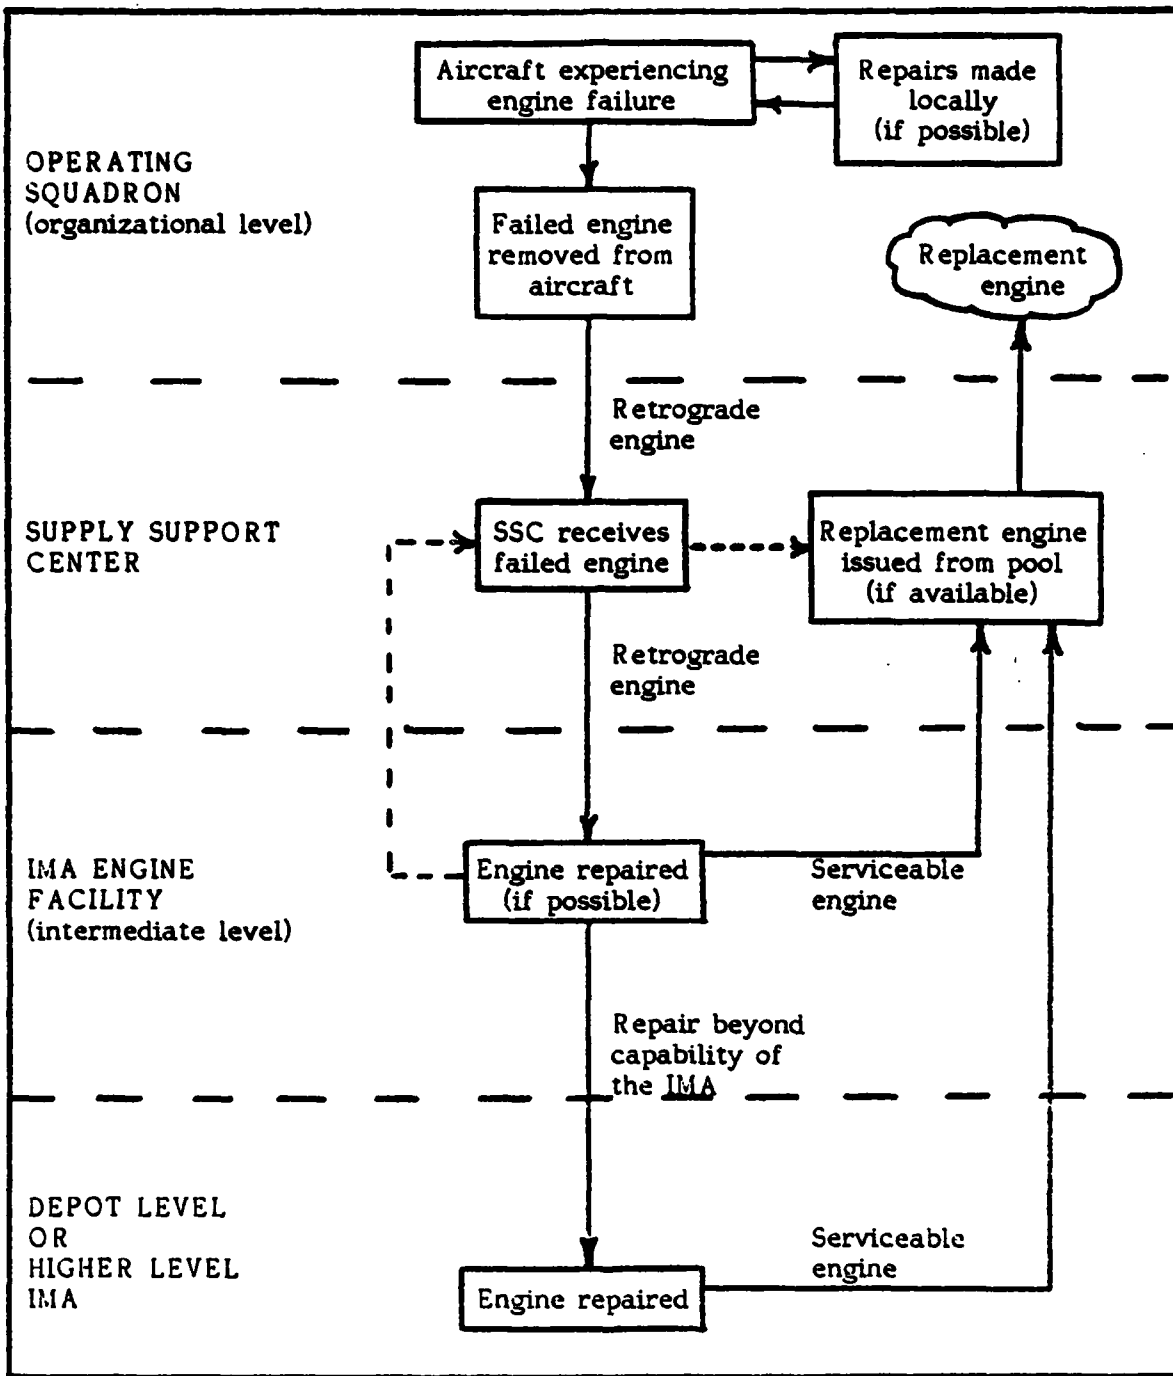 Aircraft experiencing
engine failure
Repairs made
locally
(if possible)
OPERATING
SQUADRON
(organizational level)
Failed engine
removed from
aircraft
Replacement
engine
Retrograde
engine
SUPPLY SUPPORT
CENTER
SSC receives
failed engine
Replacement engine
issued from pool
(if available)
Retrograde
engine
IMA ENGINE
FACILITY
(intermediate level)
Engine repaired
(if possible)
Serviceable
engine
Repair beyond
capability of
the IMA
DEPOT LEVEL
OR
HIGHER LEVEL
IMA
Engine repaired
Serviceable
engine